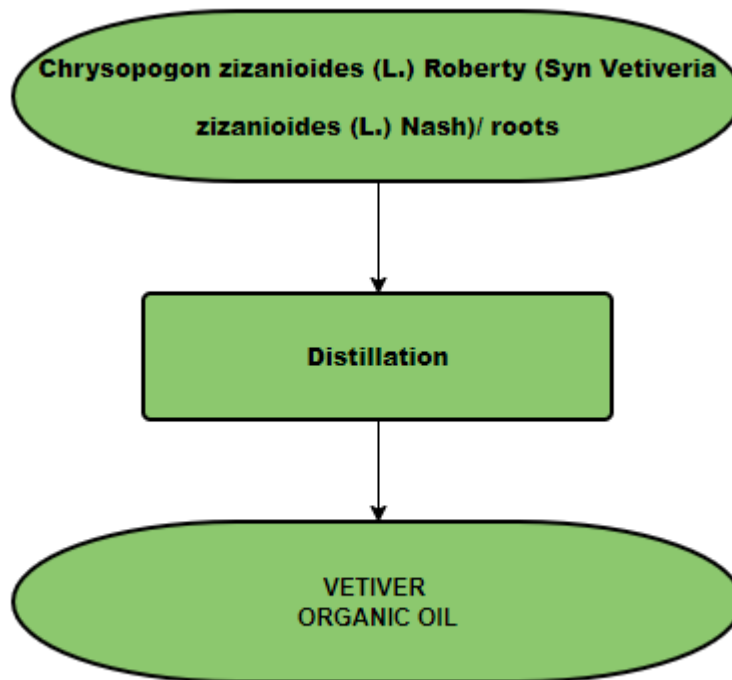 Chrysopogon zizanioides (L.) Roberty (Syn Vetiveria
zizanioides (L.) Nash)/ roots
Distillation
VETIVER
ORGANIC OIL